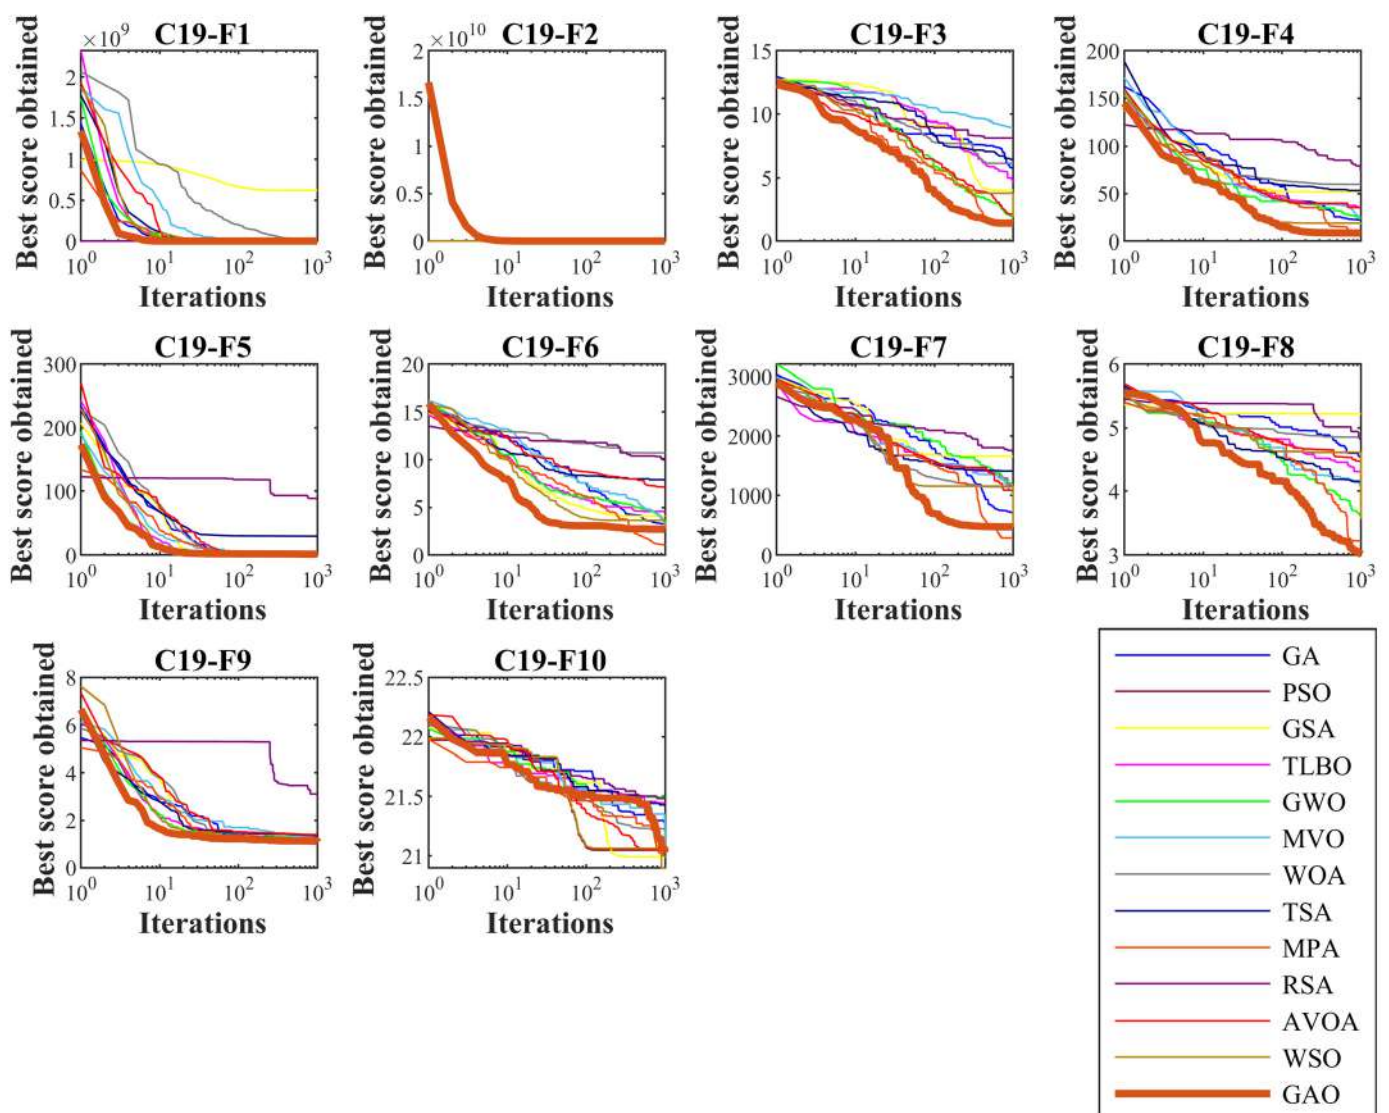 C19-F1
×10^9
Best score obtained
2
1.5
1
0.5
0
10^0 10^1 10^2 10^3
Iterations
C19-F2
×10^10
Best score obtained
2
1.5
1
0.5
0
10^0 10^1 10^2 10^3
Iterations
C19-F3
Best score obtained
15
10
5
0
10^0 10^1 10^2 10^3
Iterations
C19-F4
Best score obtained
200
150
100
50
0
10^0 10^1 10^2 10^3
Iterations
C19-F5
Best score obtained
300
200
100
0
10^0 10^1 10^2 10^3
Iterations
C19-F6
Best score obtained
20
15
10
5
0
10^0 10^1 10^2 10^3
Iterations
C19-F7
Best score obtained
3000
2000
1000
0
10^0 10^1 10^2 10^3
Iterations
C19-F8
Best score obtained
6
5
4
3
10^0 10^1 10^2 10^3
Iterations
C19-F9
Best score obtained
8
6
4
2
0
10^0 10^1 10^2 10^3
Iterations
C19-F10
Best score obtained
22.5
22
21.5
21
10^0 10^1 10^2 10^3
Iterations
GA
PSO
GSA
TLBO
GWO
MVO
WOA
TSA
MPA
RSA
AVOA
WSO
GAO